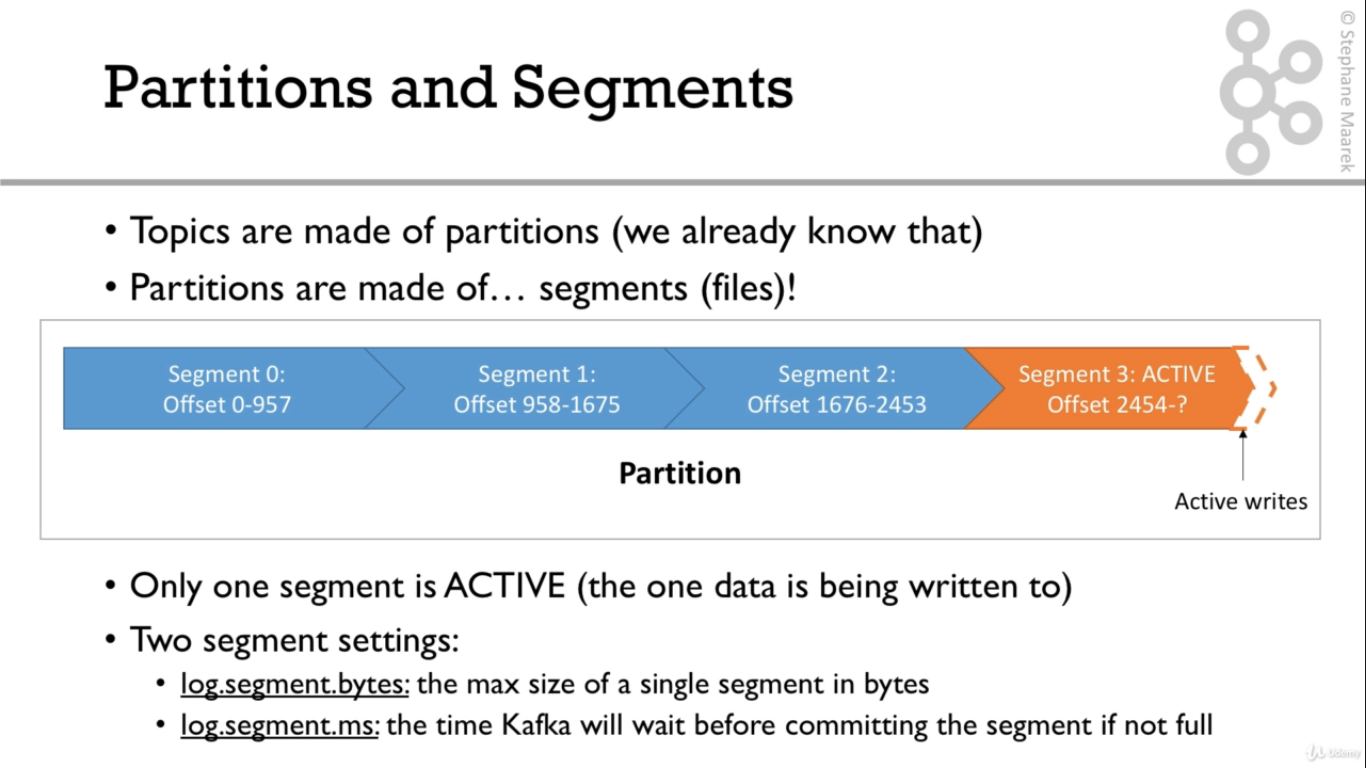 Partitions and Segments
© Stephane Maarek
• Topics are made of partitions (we already know that)
• Partitions are made of… segments (files)!
Segment 0:
Offset 0-957
Segment 1:
Offset 958-1675
Segment 2:
Offset 1676-2453
Segment 3: ACTIVE
Offset 2454-?
Partition
Active writes
• Only one segment is ACTIVE (the one data is being written to)
• Two segment settings:
• log.segment.bytes: the max size of a single segment in bytes
• log.segment.ms: the time Kafka will wait before committing the segment if not full
Udemy